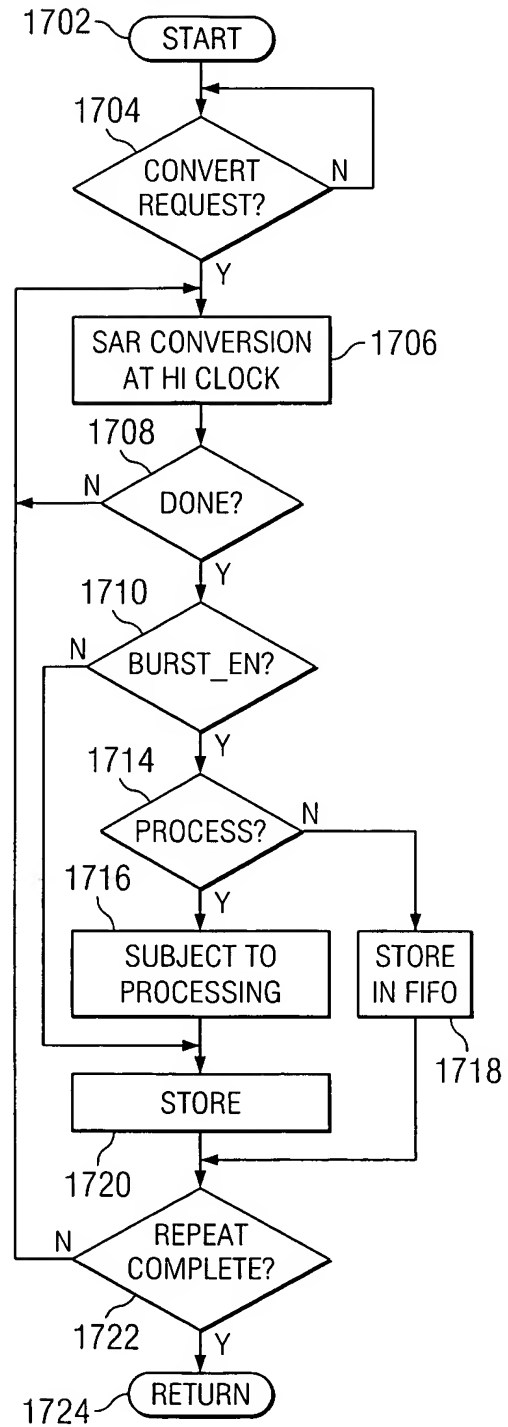 1702
START
1704
CONVERT
REQUEST?
N
Y
SAR CONVERSION
AT HI CLOCK
1706
1708
N
DONE?
Y
1710
N
BURST_EN?
Y
1714
PROCESS?
N
1716
Y
SUBJECT TO
PROCESSING
STORE
IN FIFO
1718
STORE
1720
N
REPEAT
COMPLETE?
1722
Y
1724
RETURN